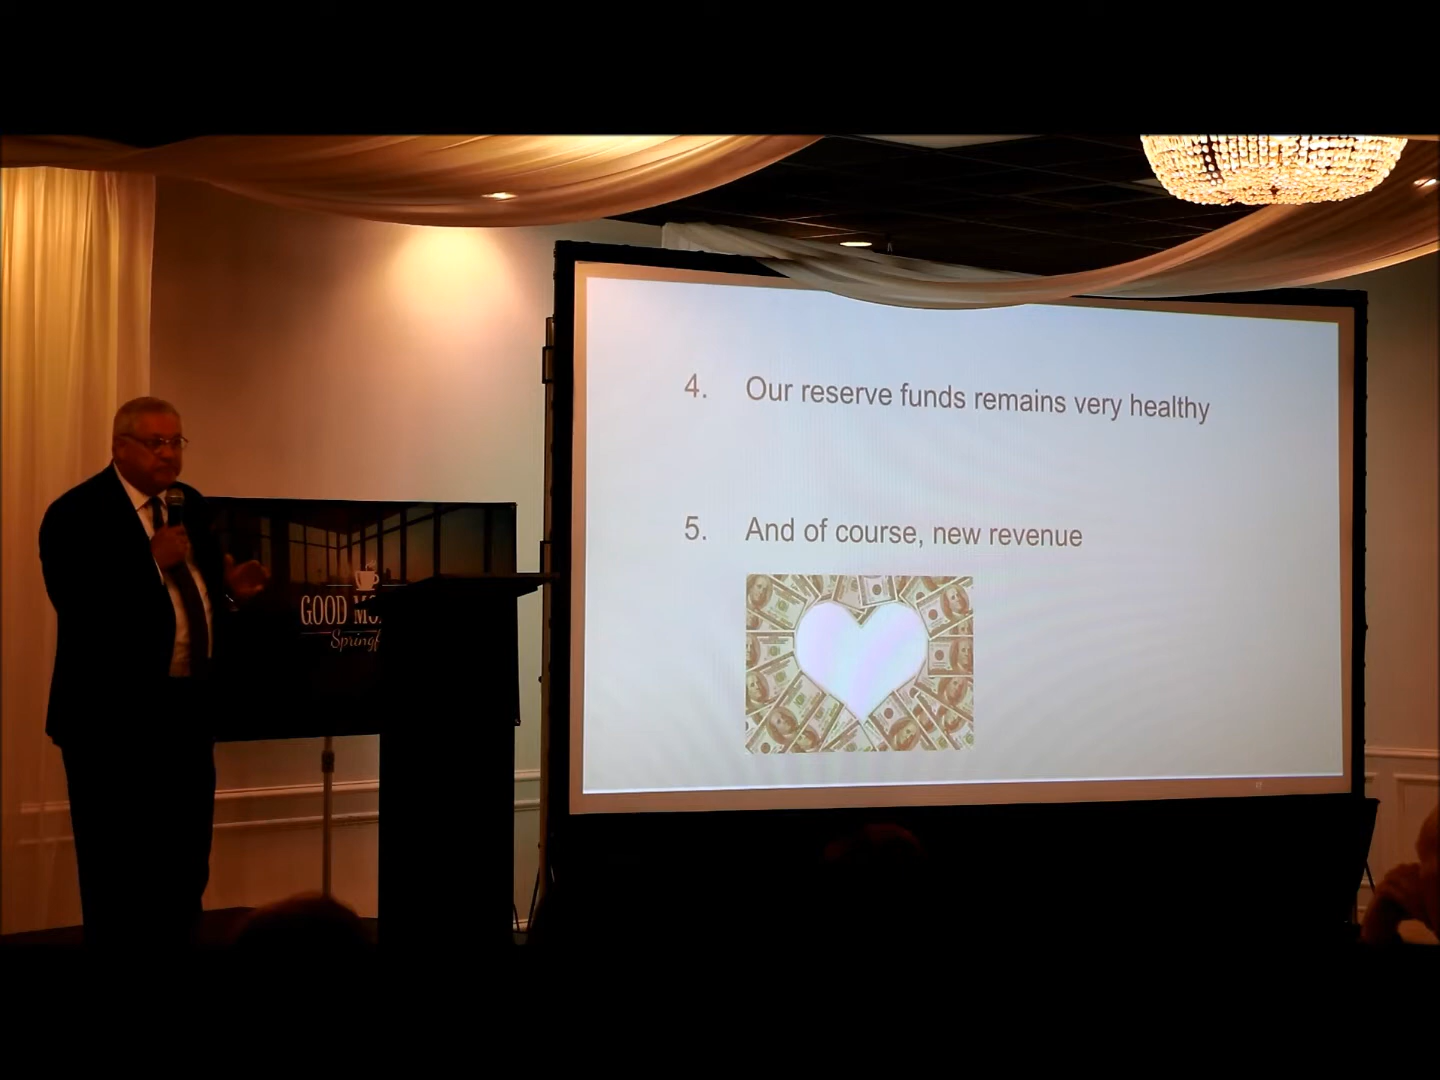 4. Our reserve funds remains very healthy
5. And of course, new revenue
GOOD